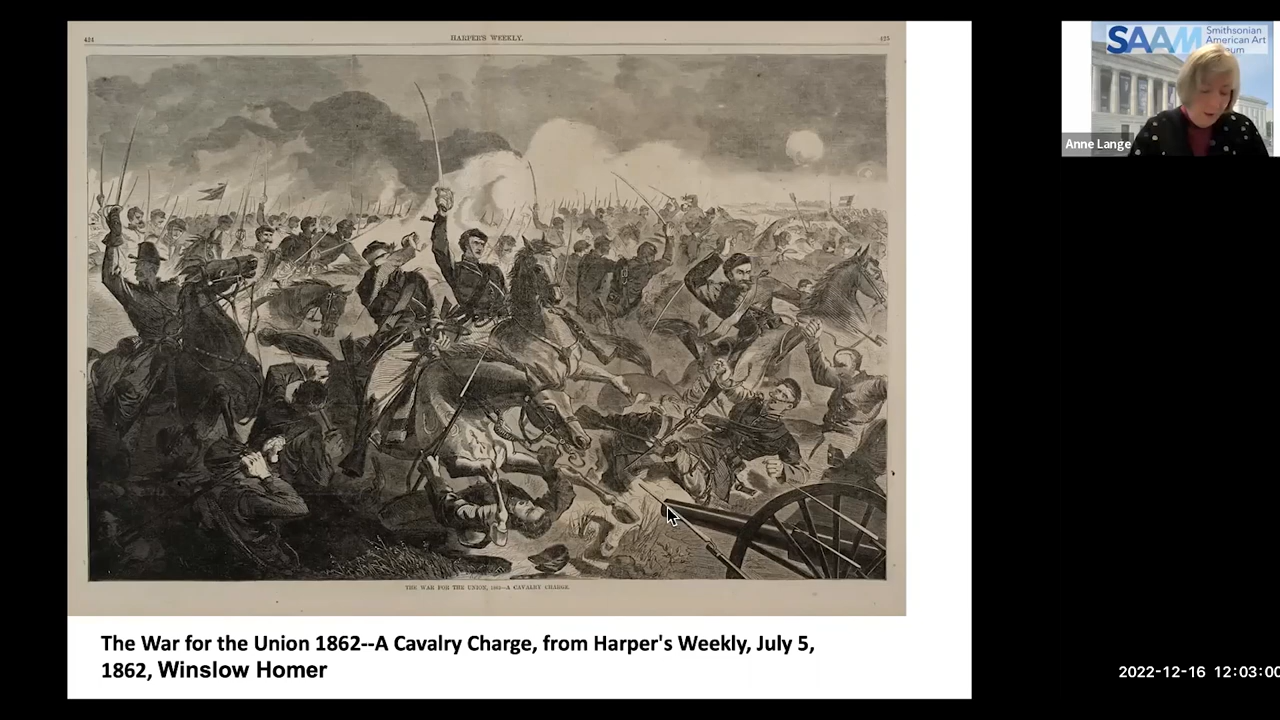 424 HARPER'S WEEKLY. 425
THE WAR FOR THE UNION, 1862—A CAVALRY CHARGE.
The War for the Union 1862--A Cavalry Charge, from Harper's Weekly, July 5,
1862, Winslow Homer
SAAM
Smithsonian
American Art
Anne Lange
2022-12-16 12:03:00